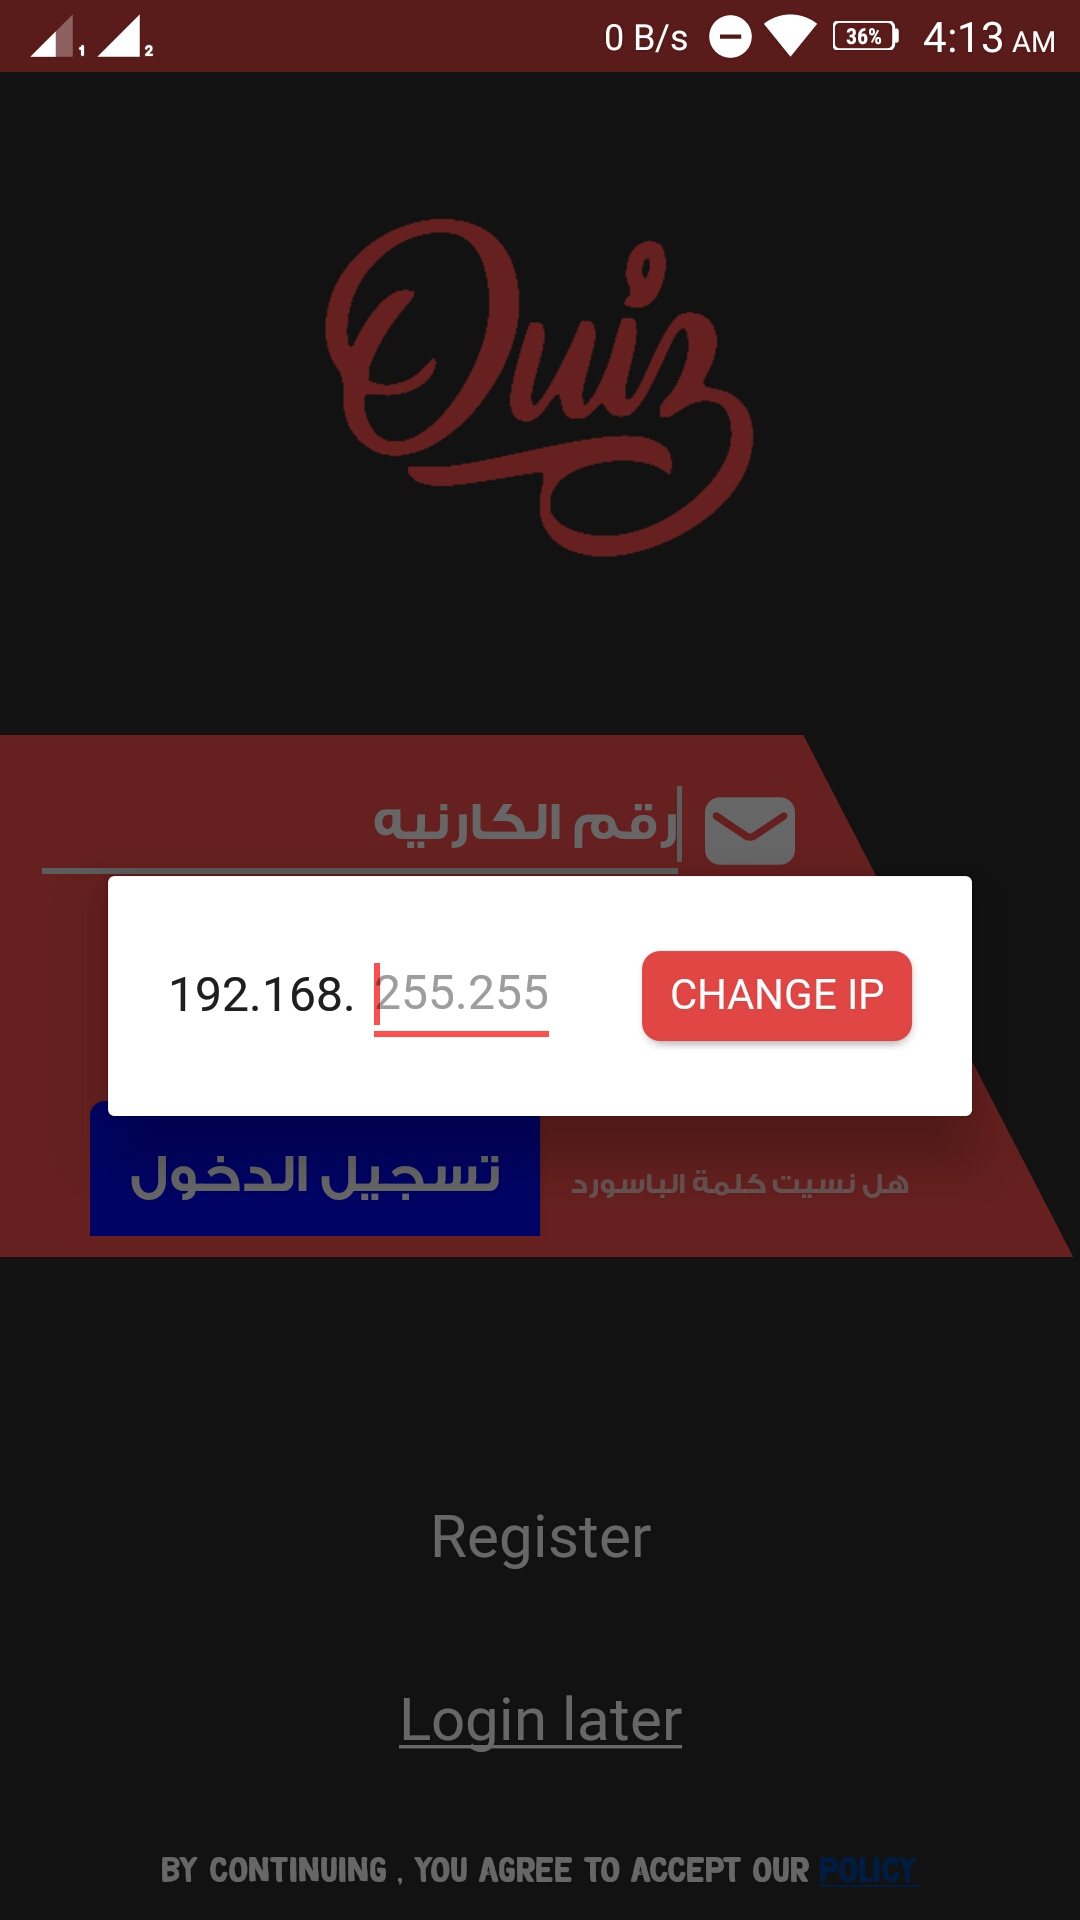 1 2 0 B/s 36% 4:13 AM
Quiz
رقم الكارنيه
192.168. 255.255 CHANGE IP
هل نسيت كلمة الباسورد تسجيل الدخول
Register
Login later
BY CONTINUING , YOU AGREE TO ACCEPT OUR POLICY